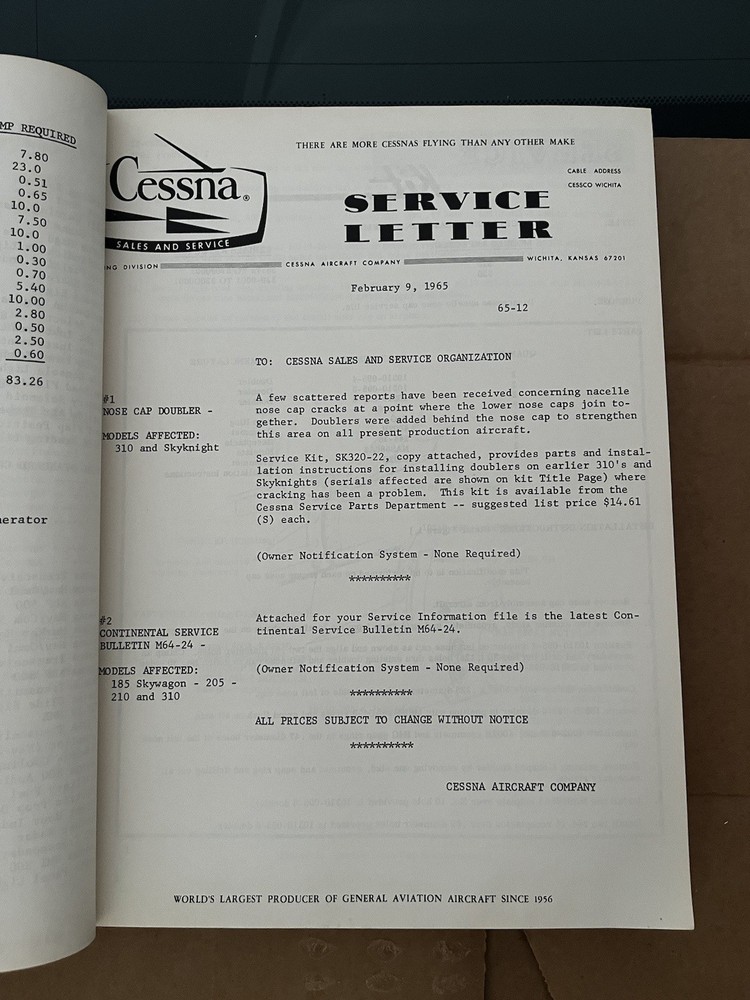 MP REQUIRED
7.80
23.0
0.51
0.65
10.0
7.50
10.0
1.00
0.30
0.70
5.40
10.00
2.80
0.50
2.50
0.60
83.26
nerator
THERE ARE MORE CESSNAS FLYING THAN ANY OTHER MAKE
Cessna®
SALES AND SERVICE
CABLE ADDRESS
CESSCO WICHITA
SERVICE
LETTER
NG DIVISION CESSNA AIRCRAFT COMPANY WICHITA, KANSAS 67201
February 9, 1965
65-12
TO: CESSNA SALES AND SERVICE ORGANIZATION
#1
NOSE CAP DOUBLER -
MODELS AFFECTED:
310 and Skyknight
A few scattered reports have been received concerning nacelle
nose cap cracks at a point where the lower nose caps join to-
gether. Doublers were added behind the nose cap to strengthen
this area on all present production aircraft.
Service Kit, SK320-22, copy attached, provides parts and instal-
lation instructions for installing doublers on earlier 310's and
Skyknights (serials affected are shown on kit Title Page) where
cracking has been a problem. This kit is available from the
Cessna Service Parts Department -- suggested list price $14.61
(S) each.
(Owner Notification System - None Required)
**********
#2
CONTINENTAL SERVICE
BULLETIN M64-24 -
MODELS AFFECTED:
185 Skywagon - 205 -
210 and 310
Attached for your Service Information file is the latest Con-
tinental Service Bulletin M64-24.
(Owner Notification System - None Required)
**********
ALL PRICES SUBJECT TO CHANGE WITHOUT NOTICE
**********
CESSNA AIRCRAFT COMPANY
WORLD'S LARGEST PRODUCER OF GENERAL AVIATION AIRCRAFT SINCE 1956